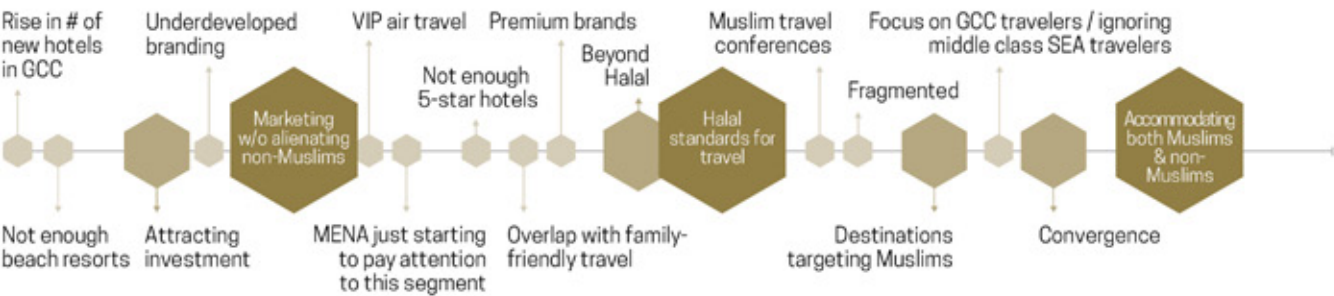 Rise in # of
new hotels
in GCC
Underdeveloped
branding
VIP air travel
Premium brands
Not enough
5-star hotels
Beyond
Halal
Muslim travel
conferences
Fragmented
Focus on GCC travelers / ignoring
middle class SEA travelers
Marketing
w/o alienating
non-Muslims
Halal
standards for
travel
Accommodating
both Muslims
& non-
Muslims
Not enough
beach resorts
Attracting
investment
MENA just starting
to pay attention
to this segment
Overlap with family-
friendly travel
Destinations
targeting Muslims
Convergence